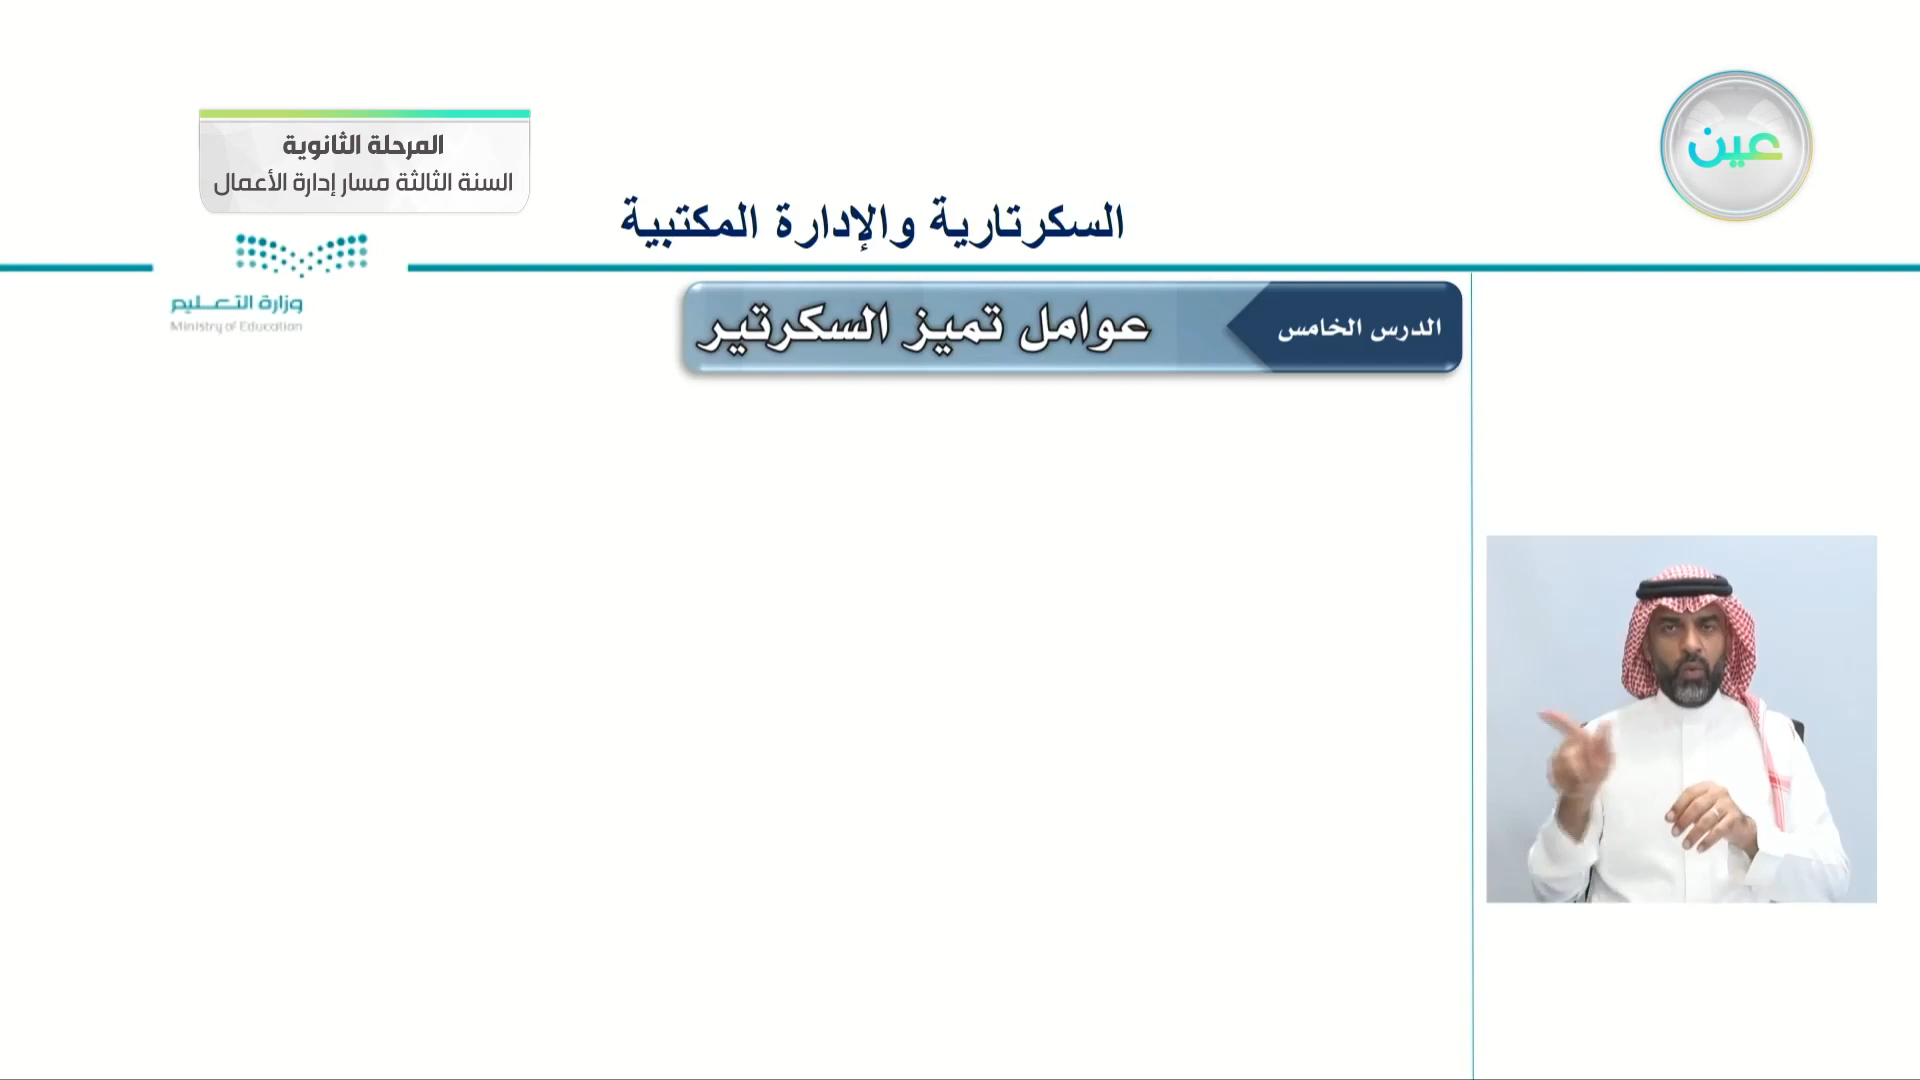 عين
المرحلة الثانوية
السنة الثالثة مسار إدارة الأعمال
السكرتارية والإدارة المكتبية
وزارة التعليم
Ministry of Education
الدرس الخامس
عوامل تميز السكرتير